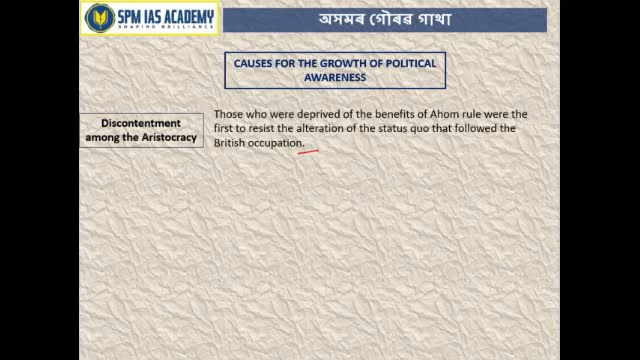 SPM IAS ACADEMY
SHAPING BRILLIANCE
অসমৰ গৌৰৱ গাথা
CAUSES FOR THE GROWTH OF POLITICAL
AWARENESS
Discontentment
among the Aristocracy
Those who were deprived of the benefits of Ahom rule were the
first to resist the alteration of the status quo that followed the
British occupation.